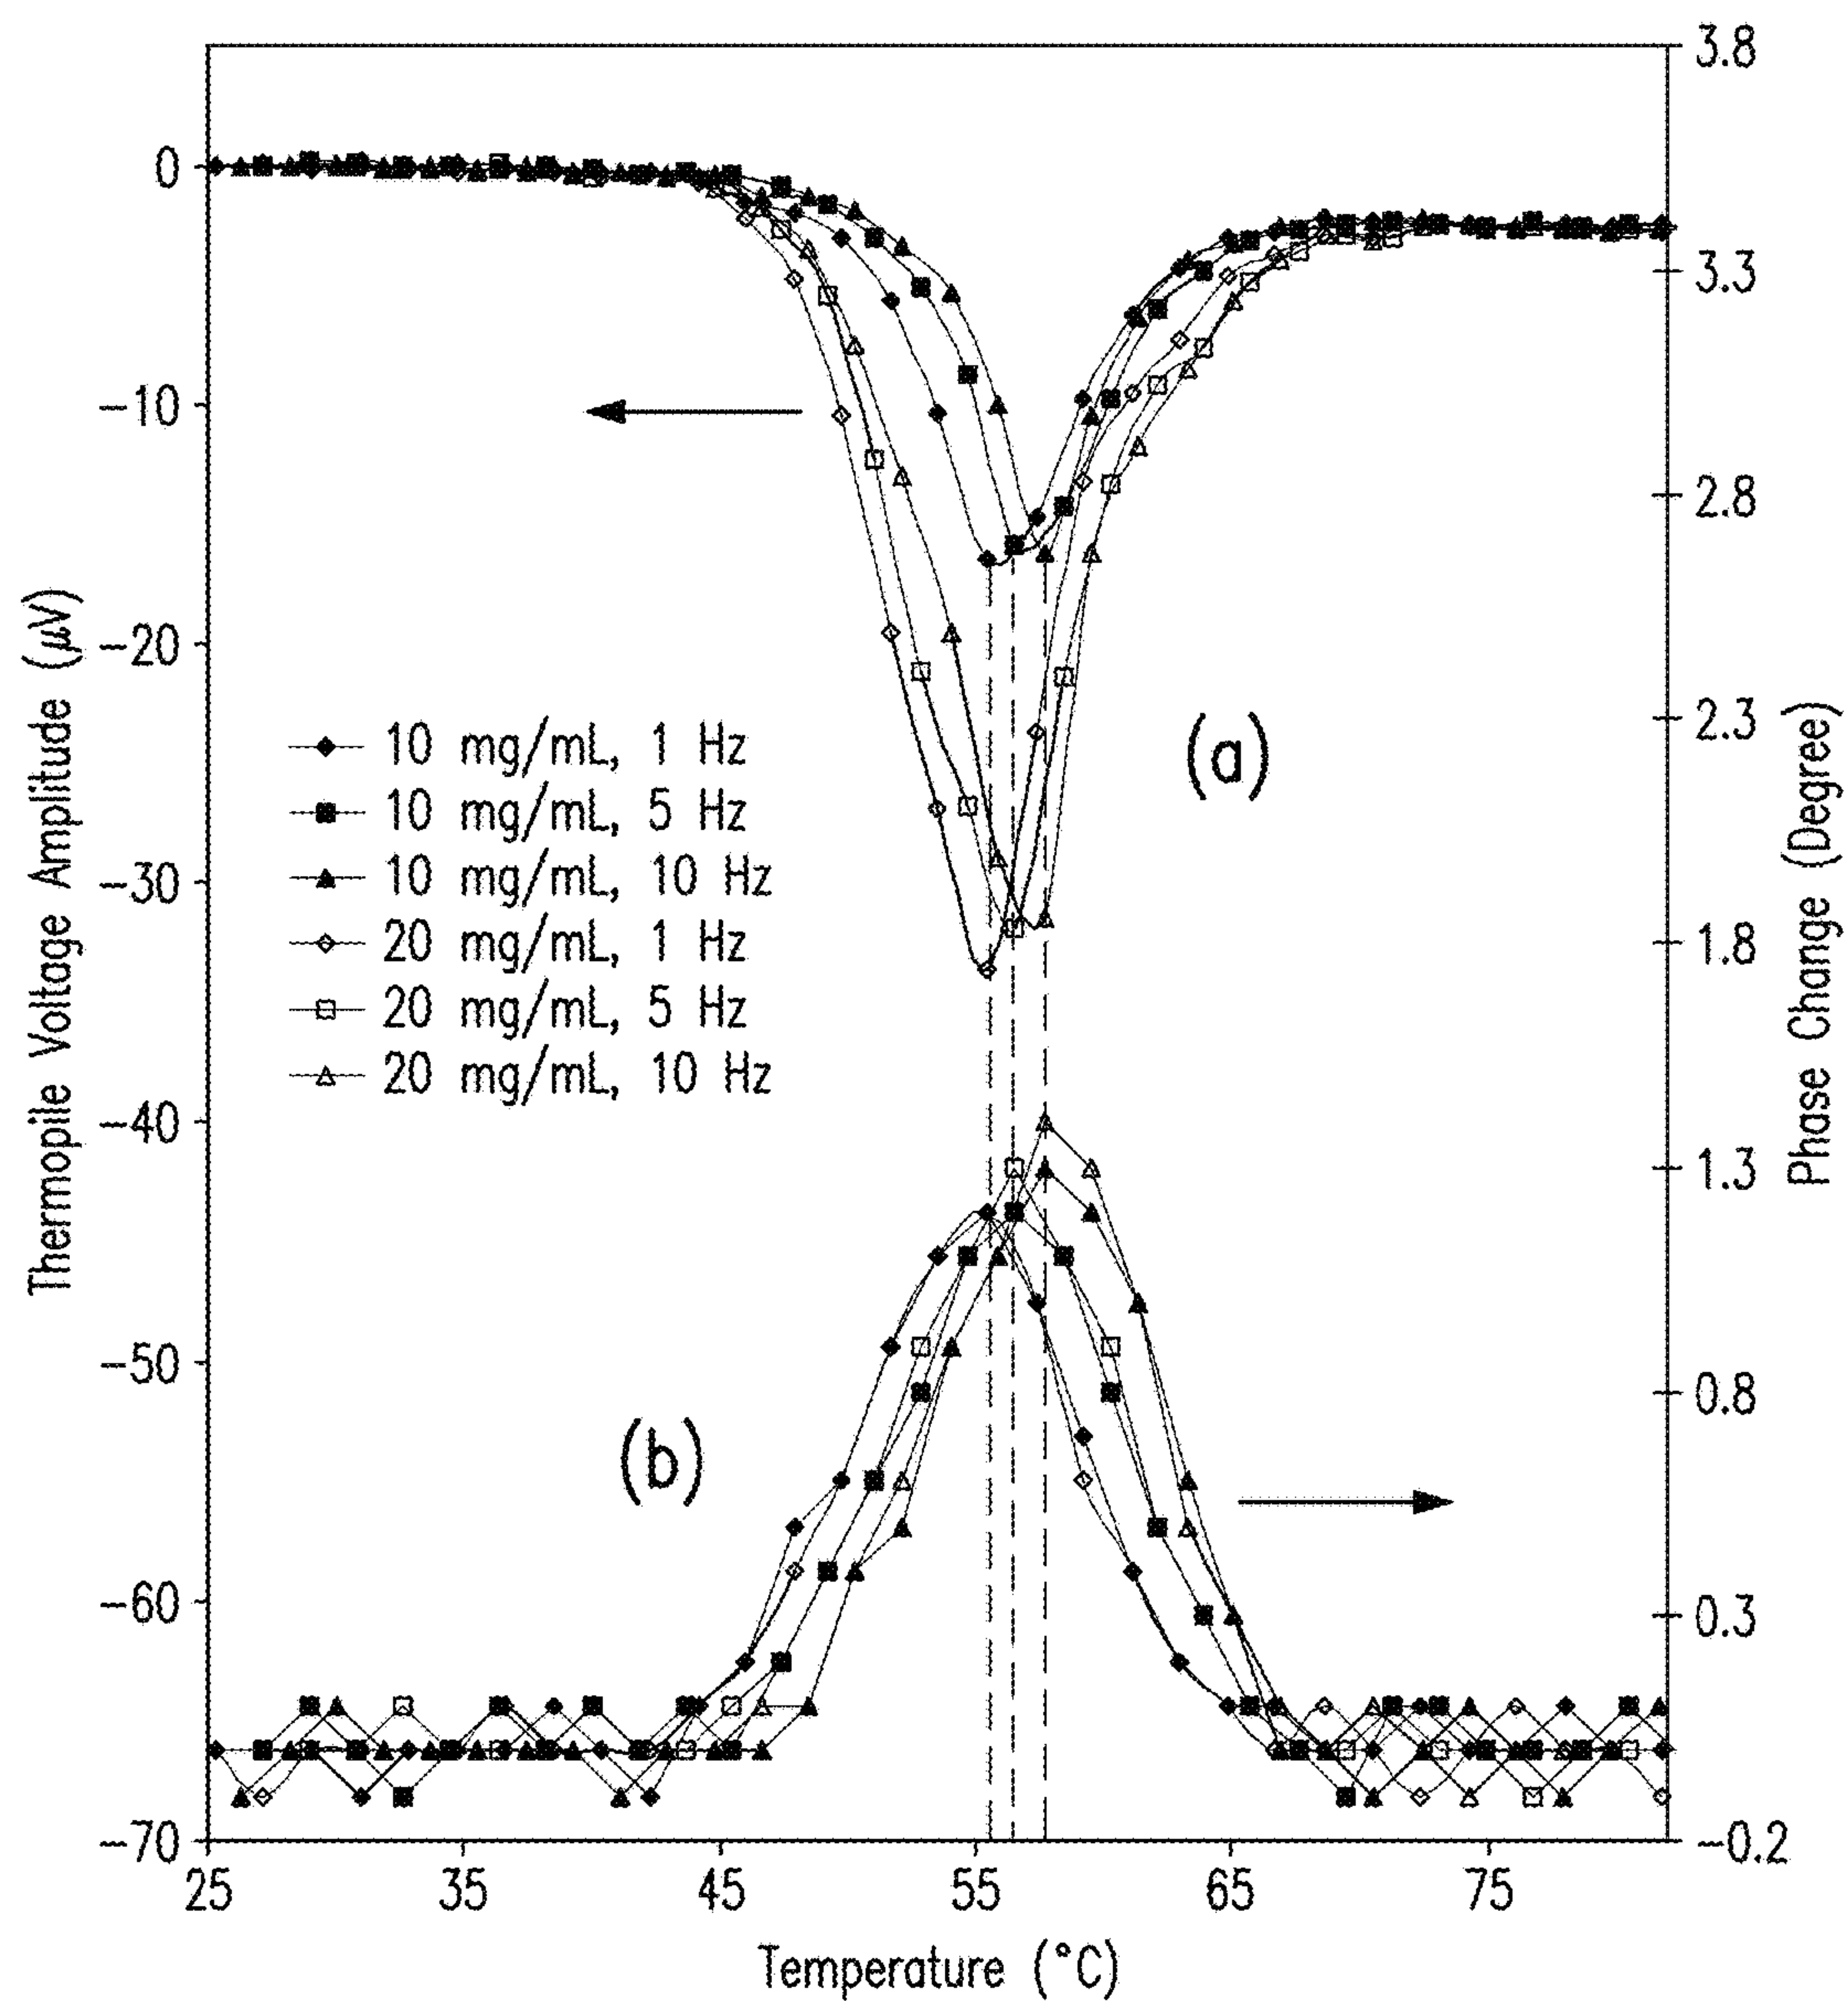 Thermopile Voltage Amplitude (μV)
0
−10
−20
−30
−40
−50
−60
−70
10 mg/mL, 1 Hz
10 mg/mL, 5 Hz
10 mg/mL, 10 Hz
20 mg/mL, 1 Hz
20 mg/mL, 5 Hz
20 mg/mL, 10 Hz
(a)
(b)
3.8
3.3
2.8
2.3
1.8
1.3
0.8
0.3
−0.2
Phase Change (Degree)
25 35 45 55 65 75
Temperature (°C)